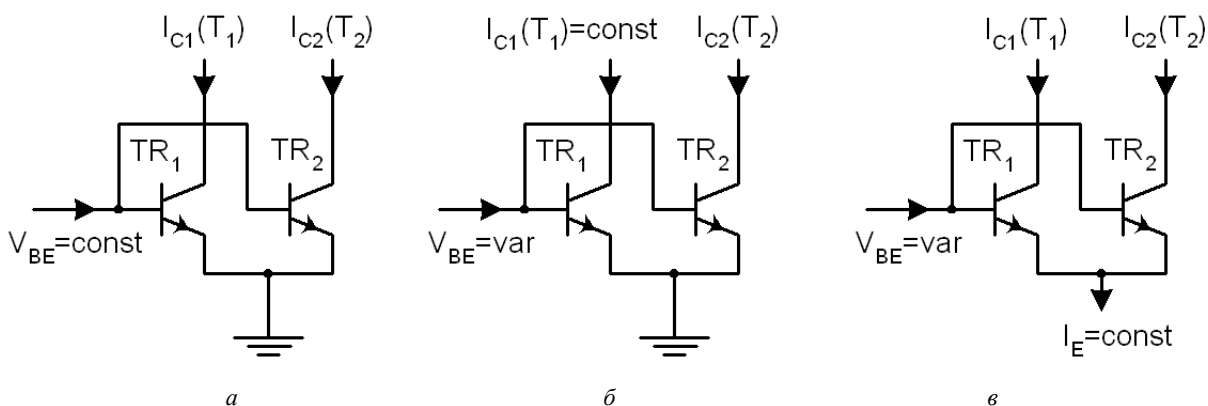 I_C1(T_1) I_C2(T_2) I_C1(T_1)=const I_C2(T_2) I_C1(T_1) I_C2(T_2)
TR_1 TR_2 TR_1 TR_2 TR_1 TR_2
V_BE=const V_BE=var V_BE=var
I_E=const
а б в